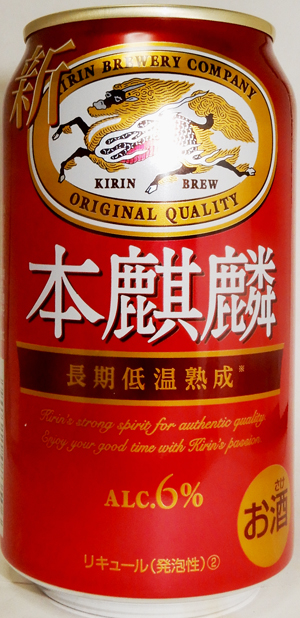 新
KIRIN BREWERY COMPANY
KIRIN BREW
ORIGINAL QUALITY
本麒麟
長期低温熟成※
Kirin's strong spirit for authentic quality.
Enjoy your good time with Kirin's passion.
ALC.6%
さけ
お酒
リキュール(発泡性)②